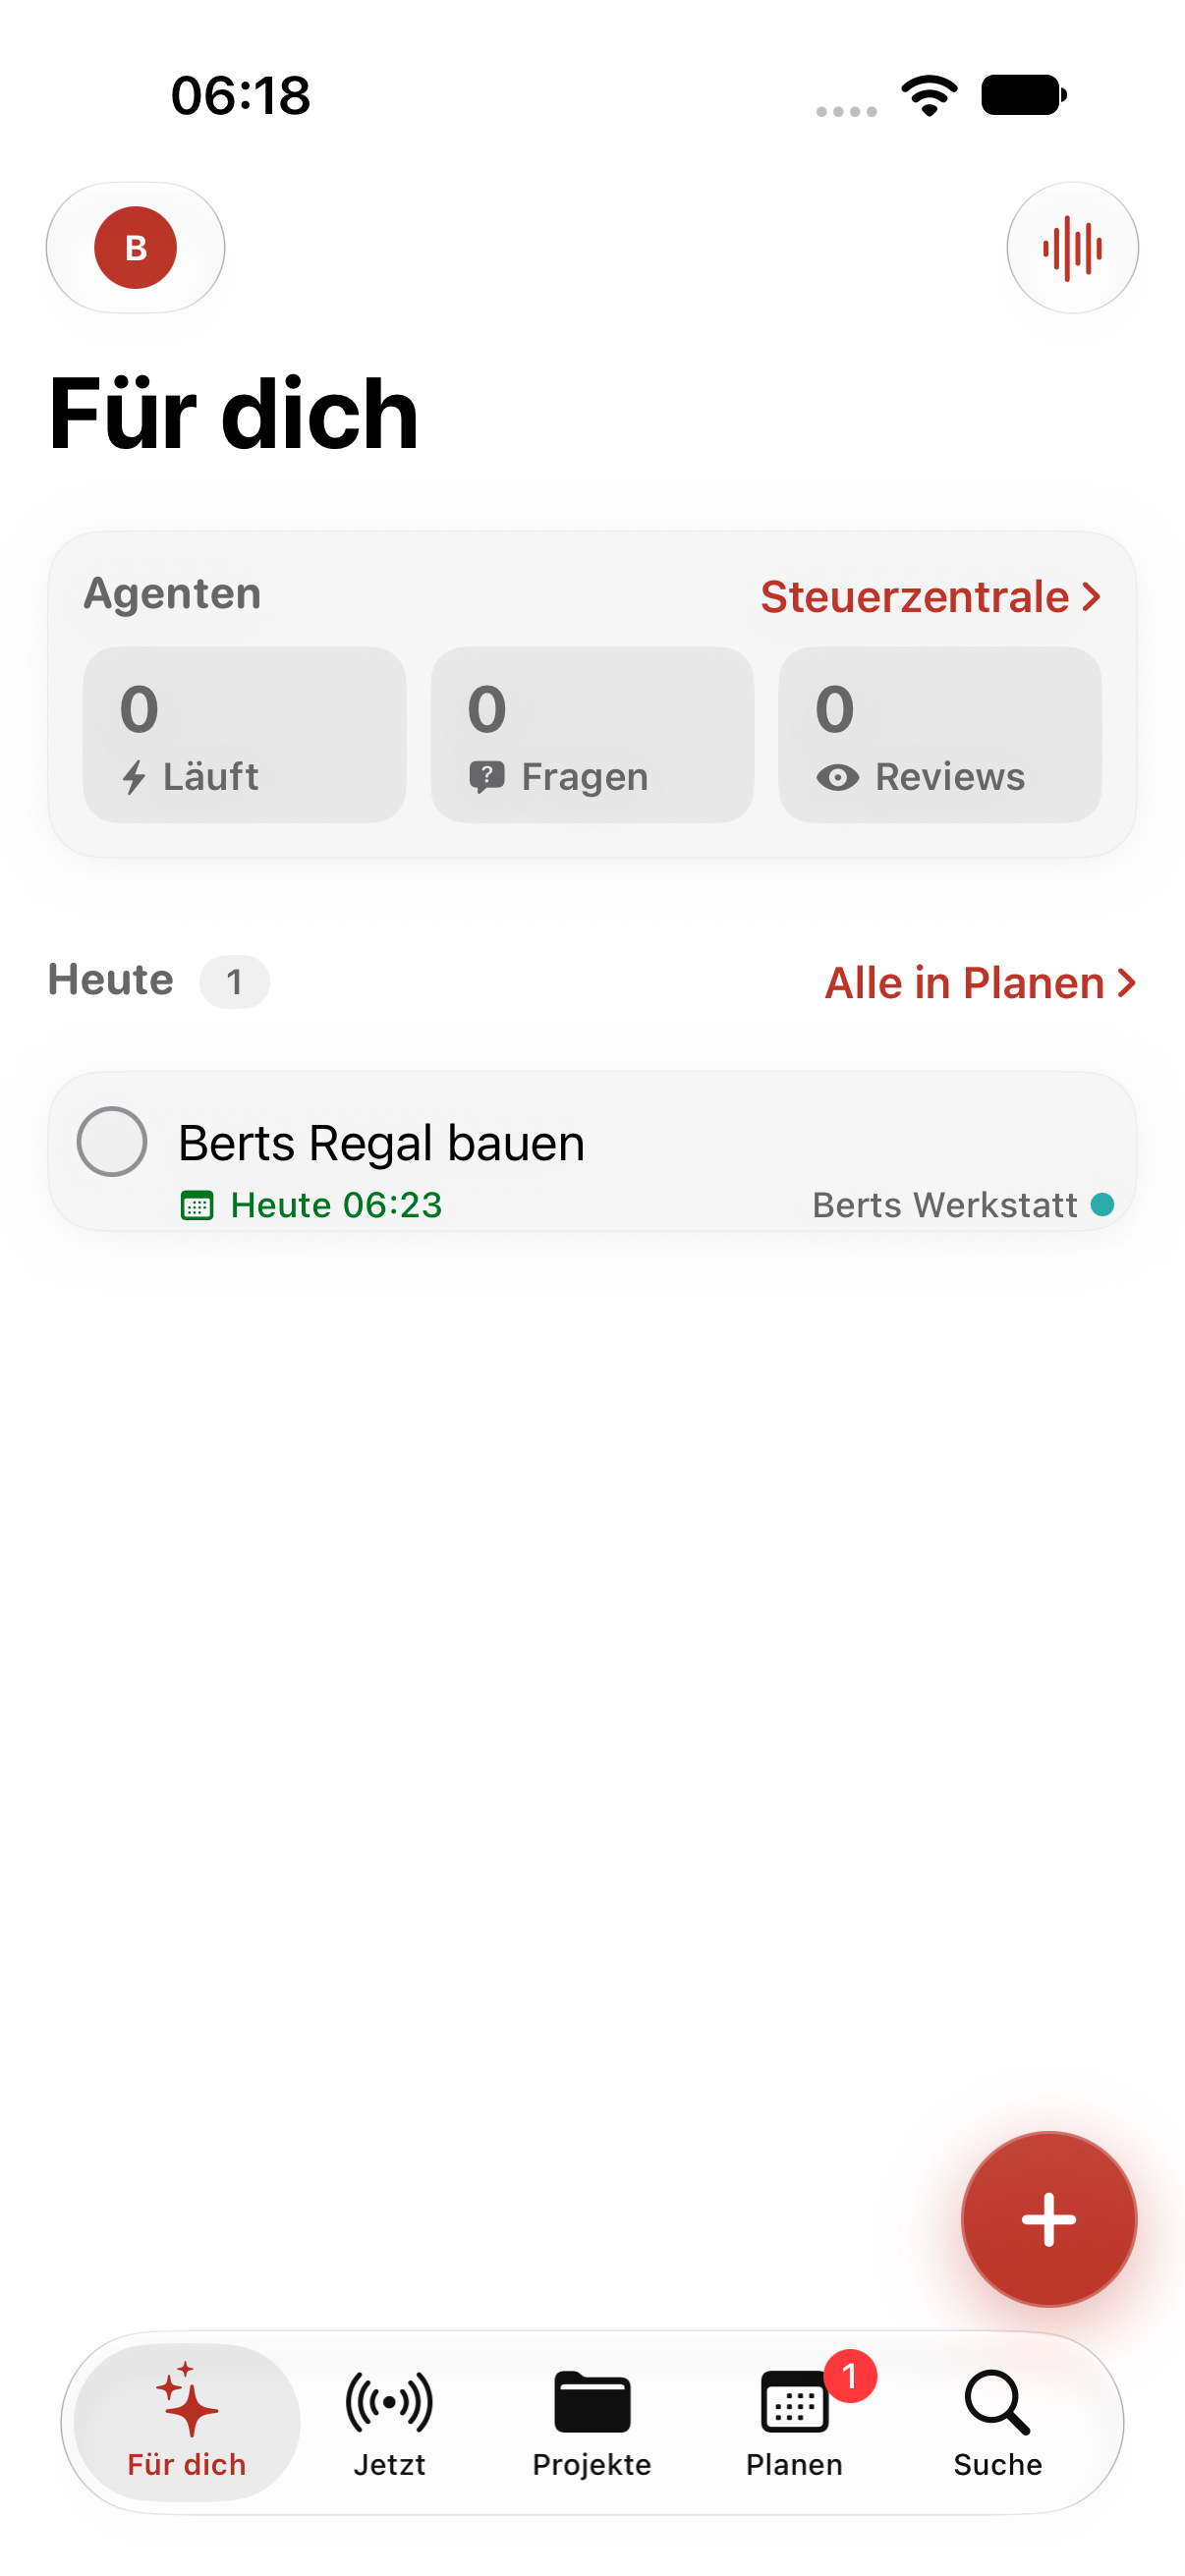 06:18
B
Für dich
Agenten
Steuerzentrale
0
Läuft
0
Fragen
0
Reviews
Heute 1
Alle in Planen
Berts Regal bauen
Heute 06:23
Berts Werkstatt
1
Für dich
Jetzt
Projekte
Planen
Suche